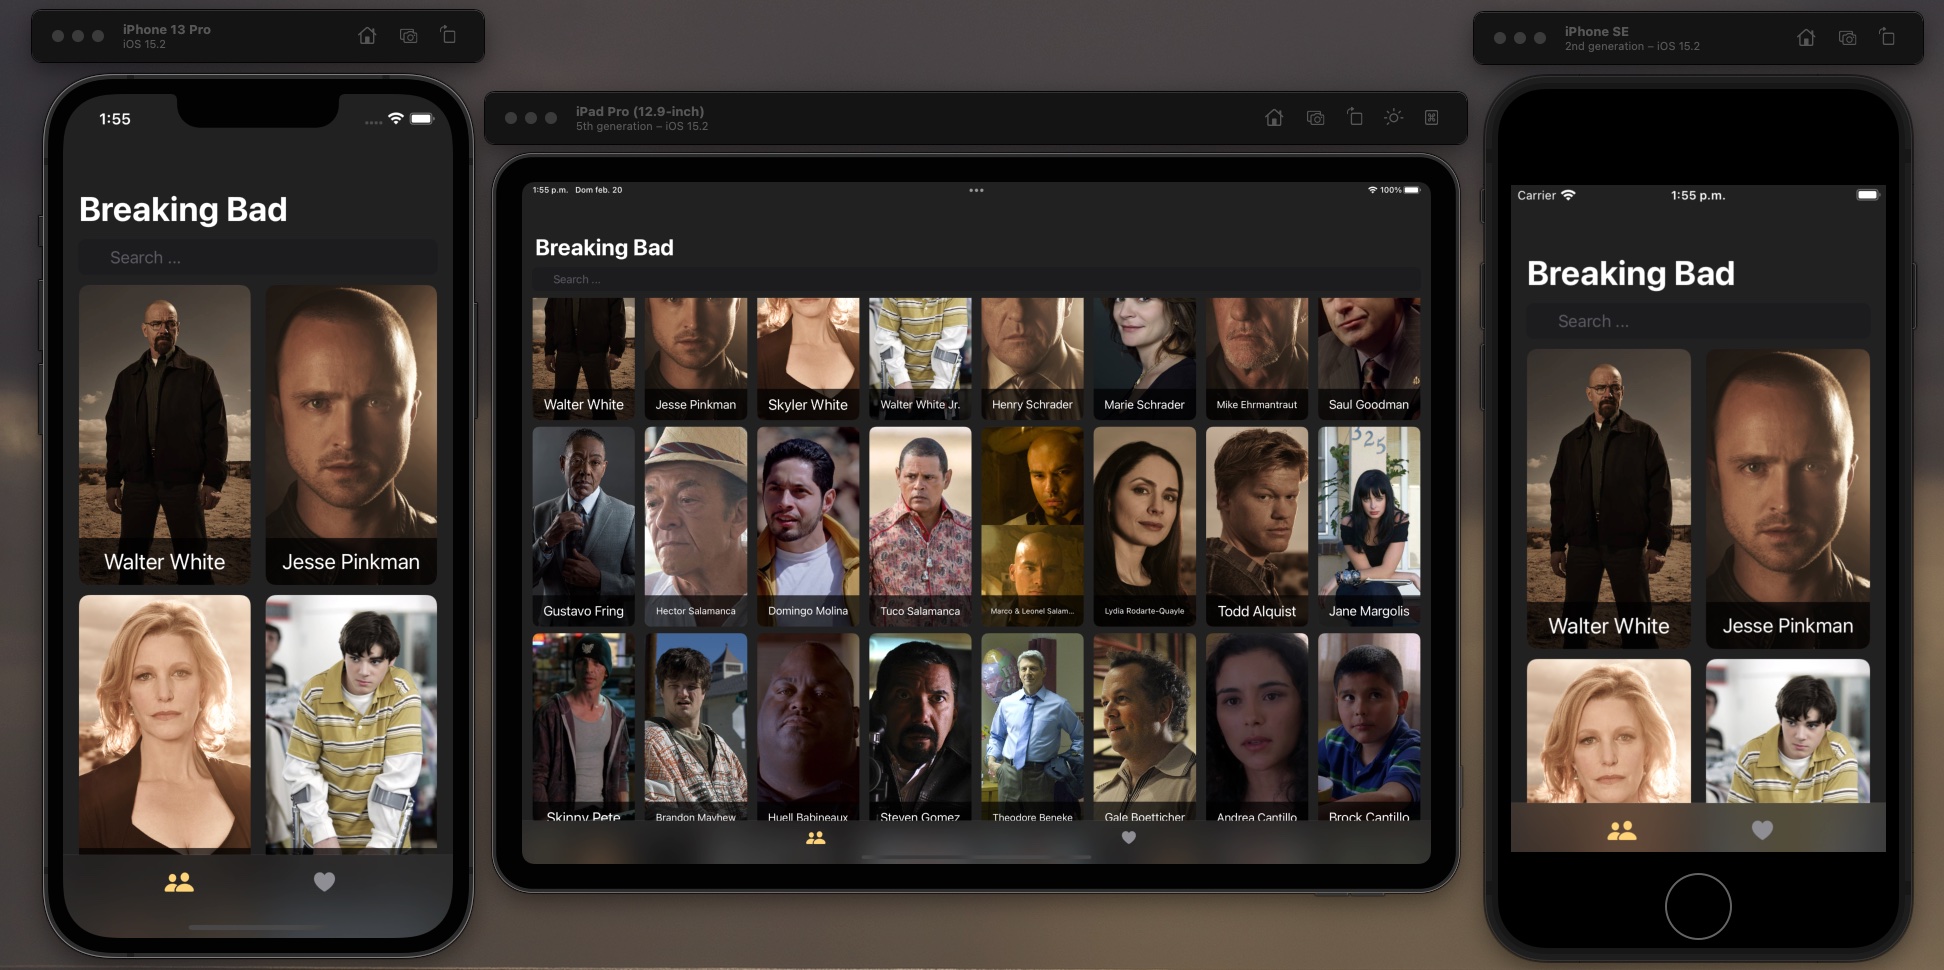 iPhone 13 Pro
iOS 15.2
1:55
Breaking Bad
Search ...
Walter White
Jesse Pinkman
iPad Pro (12.9-inch)
5th generation – iOS 15.2
1:55 p.m. Dom feb. 20
100%
Breaking Bad
Search ...
Walter White
Jesse Pinkman
Skyler White
Walter White Jr.
Henry Schrader
Marie Schrader
Mike Ehrmantraut
Saul Goodman
325
Gustavo Fring
Hector Salamanca
Domingo Molina
Tuco Salamanca
Marco & Leonel Salam...
Lydia Rodarte-Quayle
Todd Alquist
Jane Margolis
Skinny Pete
Brandon Mayhew
Huell Babineaux
Steven Gomez
Theodore Beneke
Gale Boetticher
Andrea Cantillo
Brock Cantillo
iPhone SE
2nd generation – iOS 15.2
Carrier
1:55 p.m.
Breaking Bad
Search ...
Walter White
Jesse Pinkman